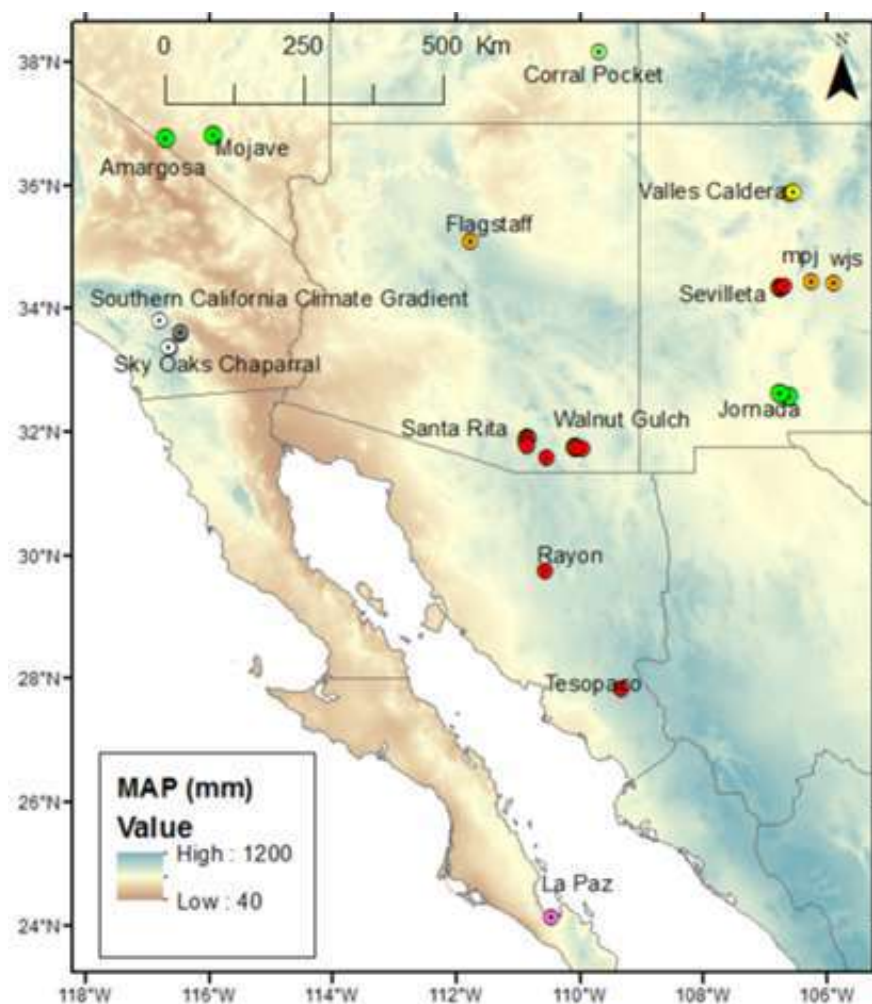 38°N
0 250 500 Km
N
Corral Pocket
Mojave
Amargosa
36°N
Valles Caldera
Flagstaff
mpj wjs
34°N
Sevilleta
Southern California Climate Gradient
Sky Oaks Chaparral
Jornada
32°N
Santa Rita
Walnut Gulch
30°N
Rayon
28°N
Tesopaco
26°N
MAP (mm)
Value
High : 1200
Low : 40
La Paz
24°N
118°W 116°W 114°W 112°W 110°W 108°W 106°W